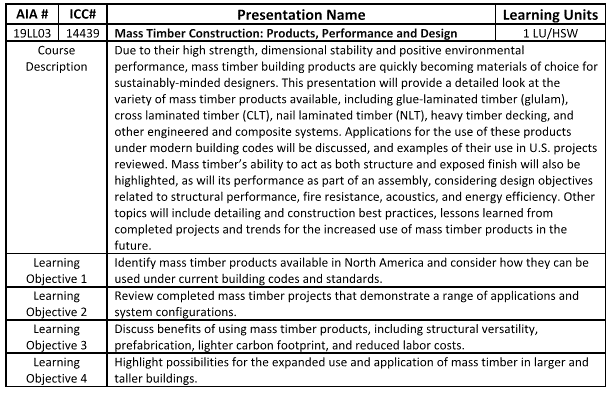 AIA # ICC# Presentation Name Learning Units
19LL03 14439 Mass Timber Construction: Products, Performance and Design 1 LU/HSW
Course
Description
Due to their high strength, dimensional stability and positive environmental
performance, mass timber building products are quickly becoming materials of choice for
sustainably-minded designers. This presentation will provide a detailed look at the
variety of mass timber products available, including glue-laminated timber (glulam),
cross laminated timber (CLT), nail laminated timber (NLT), heavy timber decking, and
other engineered and composite systems. Applications for the use of these products
under modern building codes will be discussed, and examples of their use in U.S. projects
reviewed. Mass timber’s ability to act as both structure and exposed finish will also be
highlighted, as will its performance as part of an assembly, considering design objectives
related to structural performance, fire resistance, acoustics, and energy efficiency. Other
topics will include detailing and construction best practices, lessons learned from
completed projects and trends for the increased use of mass timber products in the
future.
Learning
Objective 1
Identify mass timber products available in North America and consider how they can be
used under current building codes and standards.
Learning
Objective 2
Review completed mass timber projects that demonstrate a range of applications and
system configurations.
Learning
Objective 3
Discuss benefits of using mass timber products, including structural versatility,
prefabrication, lighter carbon footprint, and reduced labor costs.
Learning
Objective 4
Highlight possibilities for the expanded use and application of mass timber in larger and
taller buildings.